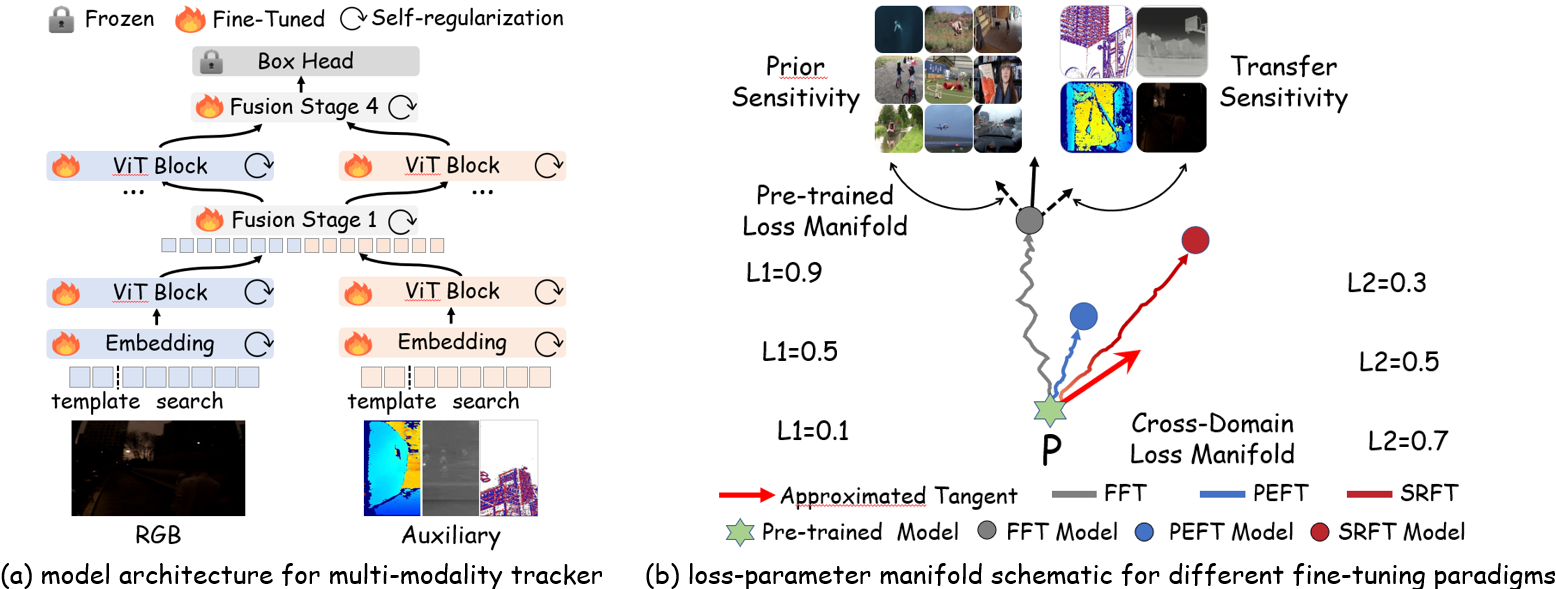 Frozen Fine-Tuned Self-regularization
Box Head
Fusion Stage 4
ViT Block ViT Block
... ...
Fusion Stage 1
ViT Block ViT Block
Embedding Embedding
template search template search
RGB Auxiliary
(a) model architecture for multi-modality tracker
Prior
Sensitivity
Transfer
Sensitivity
Pre-trained
Loss Manifold
L1=0.9
L1=0.5
L1=0.1
L2=0.3
L2=0.5
L2=0.7
P
Cross-Domain
Loss Manifold
Approximated Tangent FFT PEFT SRFT
Pre-trained Model FFT Model PEFT Model SRFT Model
(b) loss-parameter manifold schematic for different fine-tuning paradigms